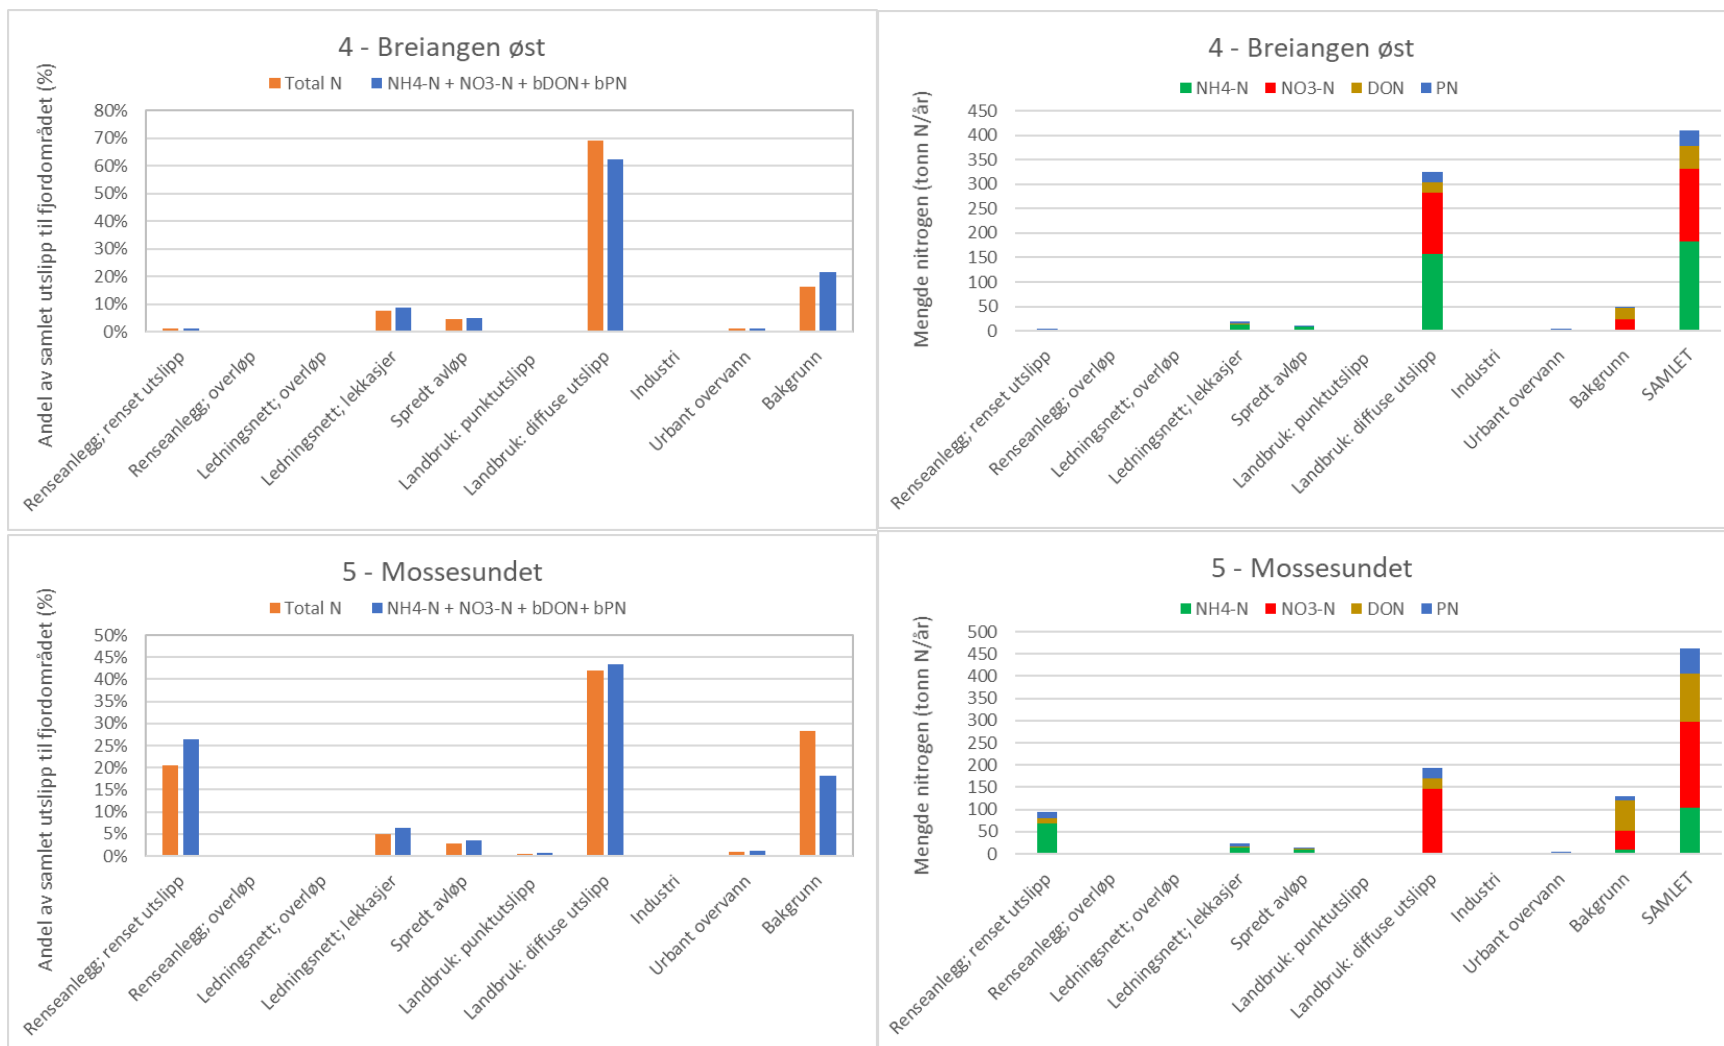 4 - Breiangen øst
Total N NH4-N + NO3-N + bDON+ bPN
Andel av samlet utslipp til fjordområdet (%)
80%
70%
60%
50%
40%
30%
20%
10%
0%
Renseanlegg; renset utslipp
Renseanlegg; overløp
Ledningsnett; overløp
Ledningsnett; lekkasjer
Spredt avløp
Landbruk: punktutslipp
Landbruk: diffuse utslipp
Industri
Urbant overvann
Bakgrunn
4 - Breiangen øst
NH4-N NO3-N DON PN
Mengde nitrogen (tonn N/år)
450
400
350
300
250
200
150
100
50
0
Renseanlegg; renset utslipp
Renseanlegg; overløp
Ledningsnett; overløp
Ledningsnett; lekkasjer
Spredt avløp
Landbruk: punktutslipp
Landbruk: diffuse utslipp
Industri
Urbant overvann
Bakgrunn
SAMLET
5 - Mossesundet
Total N NH4-N + NO3-N + bDON+ bPN
Andel av samlet utslipp til fjordområdet (%)
50%
45%
40%
35%
30%
25%
20%
15%
10%
5%
0%
Renseanlegg; renset utslipp
Renseanlegg; overløp
Ledningsnett; overløp
Ledningsnett; lekkasjer
Spredt avløp
Landbruk: punktutslipp
Landbruk: diffuse utslipp
Industri
Urbant overvann
Bakgrunn
5 - Mossesundet
NH4-N NO3-N DON PN
Mengde nitrogen (tonn N/år)
500
450
400
350
300
250
200
150
100
50
0
Renseanlegg; renset utslipp
Renseanlegg; overløp
Ledningsnett; overløp
Ledningsnett; lekkasjer
Spredt avløp
Landbruk: punktutslipp
Landbruk: diffuse utslipp
Industri
Urbant overvann
Bakgrunn
SAMLET